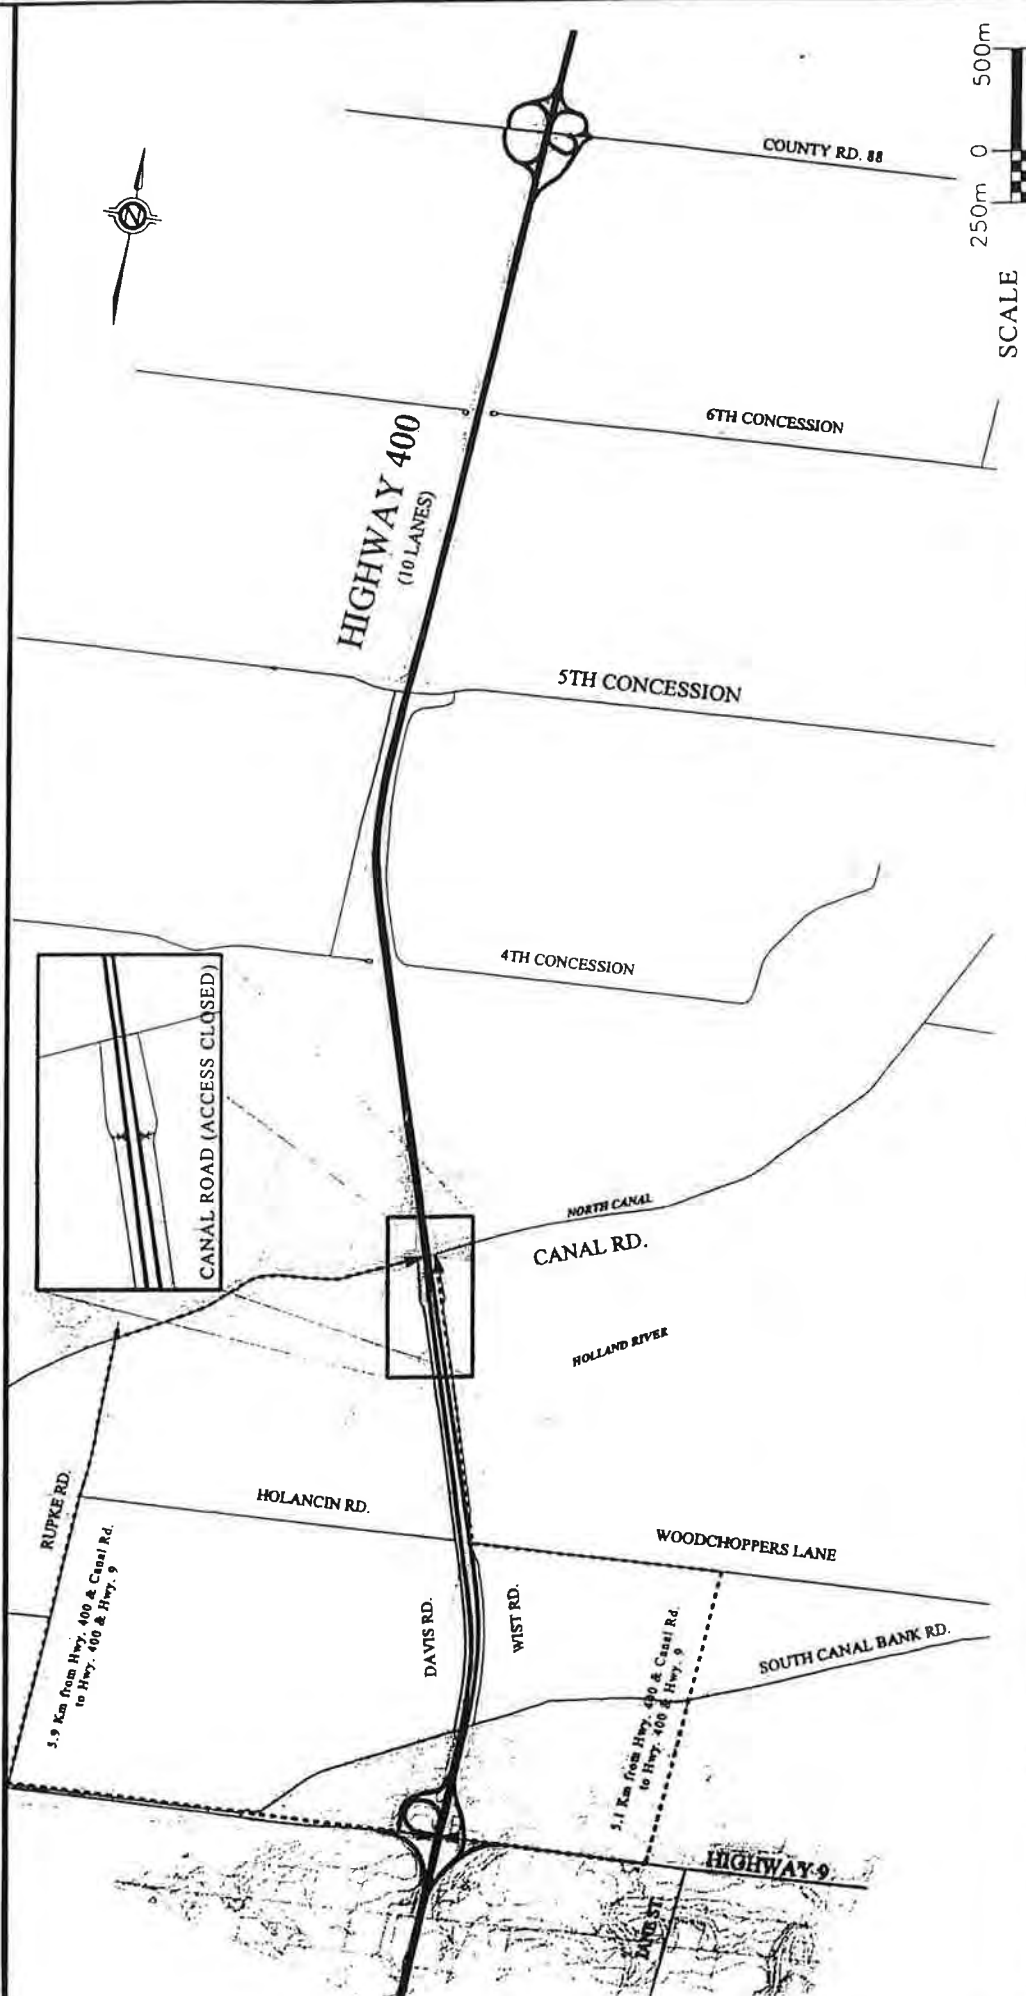 500m
0
250m
SCALE
COUNTY RD. 88
N
6TH CONCESSION
HIGHWAY 400
(10 LANES)
5TH CONCESSION
4TH CONCESSION
CANAL ROAD (ACCESS CLOSED)
NORTH CANAL
CANAL RD.
HOLLAND RIVER
RUPKE RD.
HOLANCIN RD.
WOODCHOPPERS LANE
5.9 Km from Hwy. 400 & Canal Rd.
to Hwy. 400 & Hwy. 9
DAVIS RD.
WIST RD.
5.1 Km from Hwy. 400 & Canal Rd.
to Hwy. 400 & Hwy. 9
SOUTH CANAL BANK RD.
HIGHWAY 9
ST.